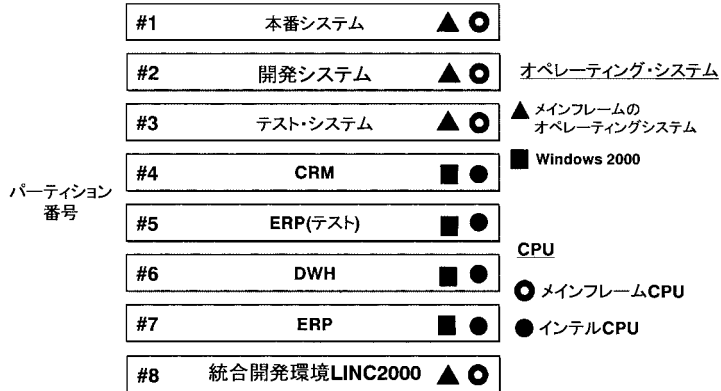 #1 本番システム
#2 開発システム
#3 テスト・システム
#4 CRM
#5 ERP(テスト)
#6 DWH
#7 ERP
#8 統合開発環境LINC2000
パーティション
番号
オペレーティング・システム
メインフレームの
オペレーティングシステム
Windows 2000
CPU
メインフレームCPU
インテルCPU